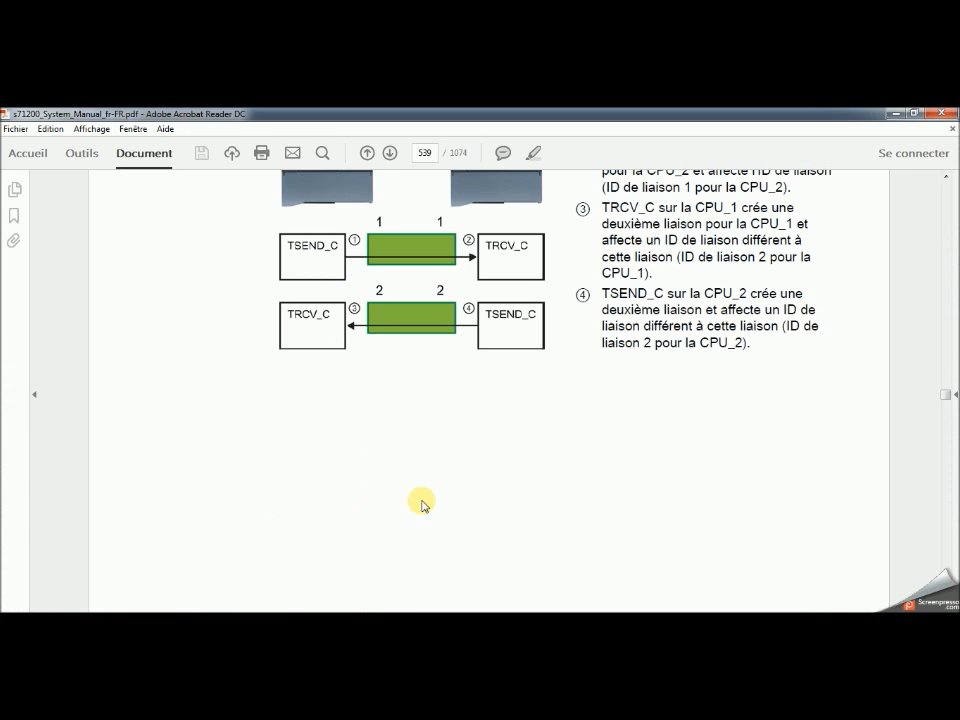 s71200_System_Manual_fr-FR.pdf - Adobe Acrobat Reader DC
Fichier Edition Affichage Fenêtre Aide
Accueil Outils Document 539 / 1074 Se connecter
pour la CPU_2 et affecte l'ID de liaison
(ID de liaison 1 pour la CPU_2).
③ TRCV_C sur la CPU_1 crée une
deuxième liaison pour la CPU_1 et
affecte un ID de liaison différent à
cette liaison (ID de liaison 2 pour la
CPU_1).
④ TSEND_C sur la CPU_2 crée une
deuxième liaison et affecte un ID de
liaison différent à cette liaison (ID de
liaison 2 pour la CPU_2).
1 1
TSEND_C ① ② TRCV_C
2 2
TRCV_C ③ ④ TSEND_C
Screenpresso
.com